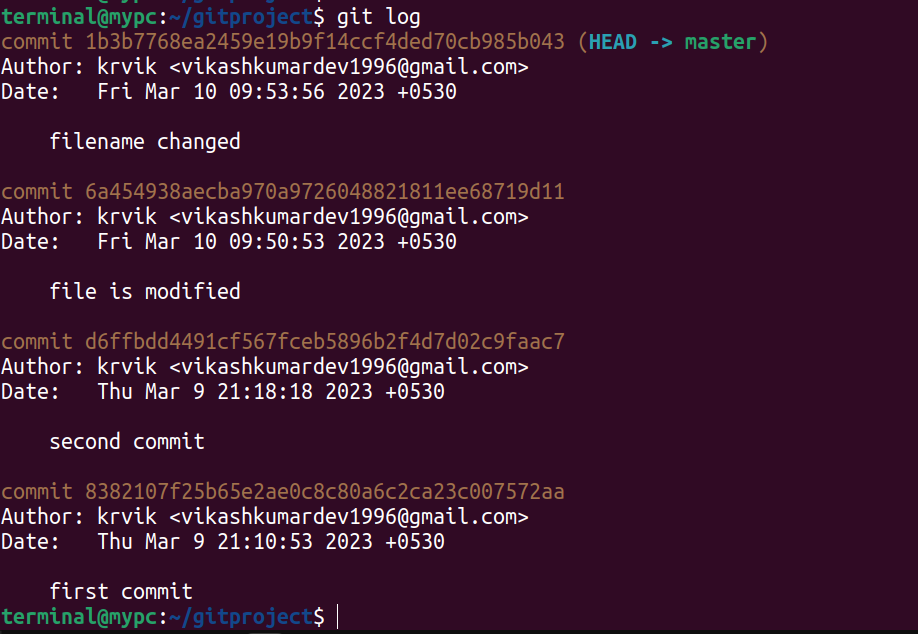 terminal@mypc:~/gitproject$ git log
commit 1b3b7768ea2459e19b9f14ccf4ded70cb985b043 (HEAD -> master)
Author: krvik <vikashkumardev1996@gmail.com>
Date:   Fri Mar 10 09:53:56 2023 +0530

    filename changed

commit 6a454938aecba970a9726048821811ee68719d11
Author: krvik <vikashkumardev1996@gmail.com>
Date:   Fri Mar 10 09:50:53 2023 +0530

    file is modified

commit d6ffbdd4491cf567fceb5896b2f4d7d02c9faac7
Author: krvik <vikashkumardev1996@gmail.com>
Date:   Thu Mar 9 21:18:18 2023 +0530

    second commit

commit 8382107f25b65e2ae0c8c80a6c2ca23c007572aa
Author: krvik <vikashkumardev1996@gmail.com>
Date:   Thu Mar 9 21:10:53 2023 +0530

    first commit
terminal@mypc:~/gitproject$